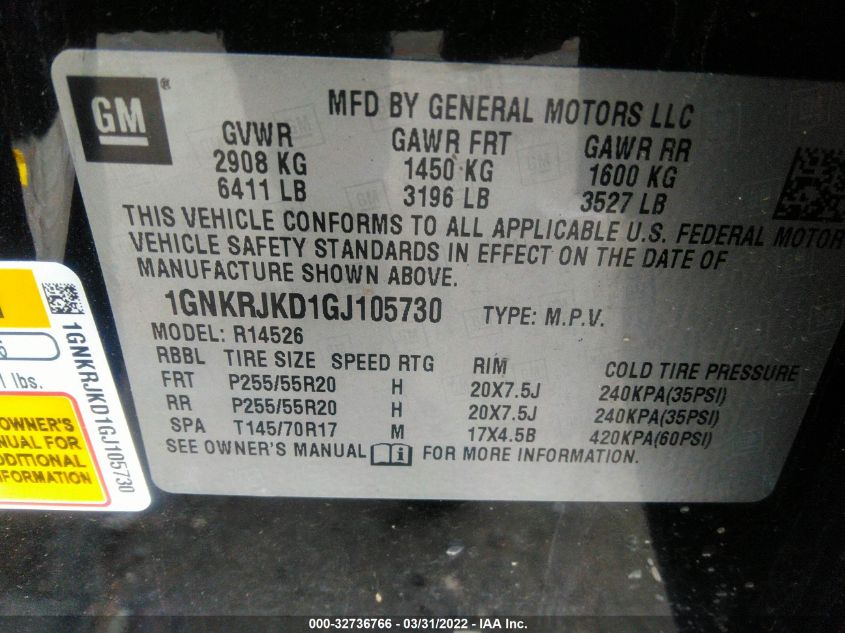 GM®
MFD BY GENERAL MOTORS LLC
GVWR GAWR FRT GAWR RR
2908 KG 1450 KG 1600 KG
6411 LB 3196 LB 3527 LB
THIS VEHICLE CONFORMS TO ALL APPLICABLE U.S. FEDERAL MOTOR
VEHICLE SAFETY STANDARDS IN EFFECT ON THE DATE OF
MANUFACTURE SHOWN ABOVE.
1GNKRJKD1GJ105730 TYPE: M.P.V.
MODEL: R14526
RBBL TIRE SIZE SPEED RTG RIM COLD TIRE PRESSURE
FRT P255/55R20 H 20X7.5J 240KPA(35PSI)
RR P255/55R20 H 20X7.5J 240KPA(35PSI)
SPA T145/70R17 M 17X4.5B 420KPA(60PSI)
SEE OWNER'S MANUAL FOR MORE INFORMATION.
lbs.
OWNER'S
MANUAL FOR
ADDITIONAL
INFORMATION
1GNKRJKD1GJ105730
000-32736766 - 03/31/2022 - IAA Inc.